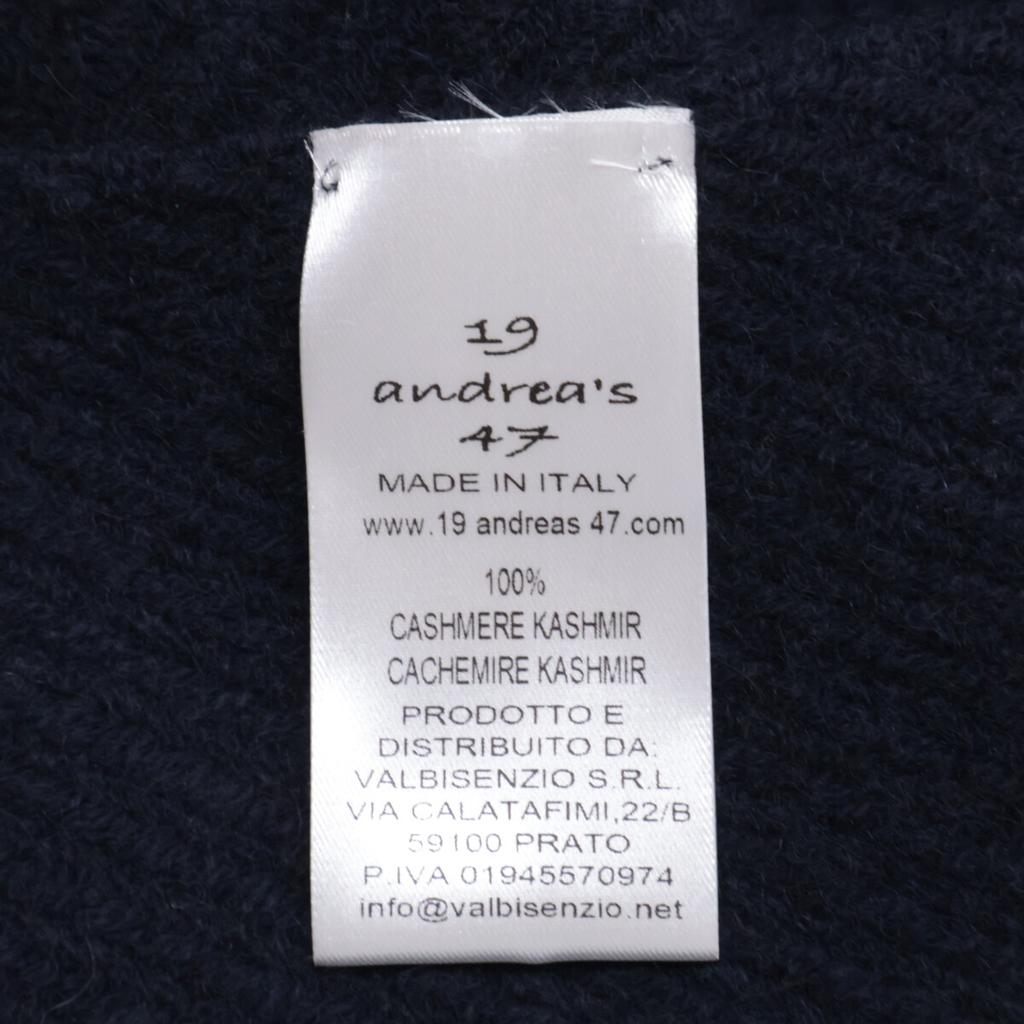 19
andrea's
47
MADE IN ITALY
www.19 andreas 47.com
100%
CASHMERE KASHMIR
CACHEMIRE KASHMIR
PRODOTTO E
DISTRIBUITO DA:
VALBISENZIO S.R.L.
VIA CALATAFIMI,22/B
59100 PRATO
P.IVA 01945570974
info@valbisenzio.net